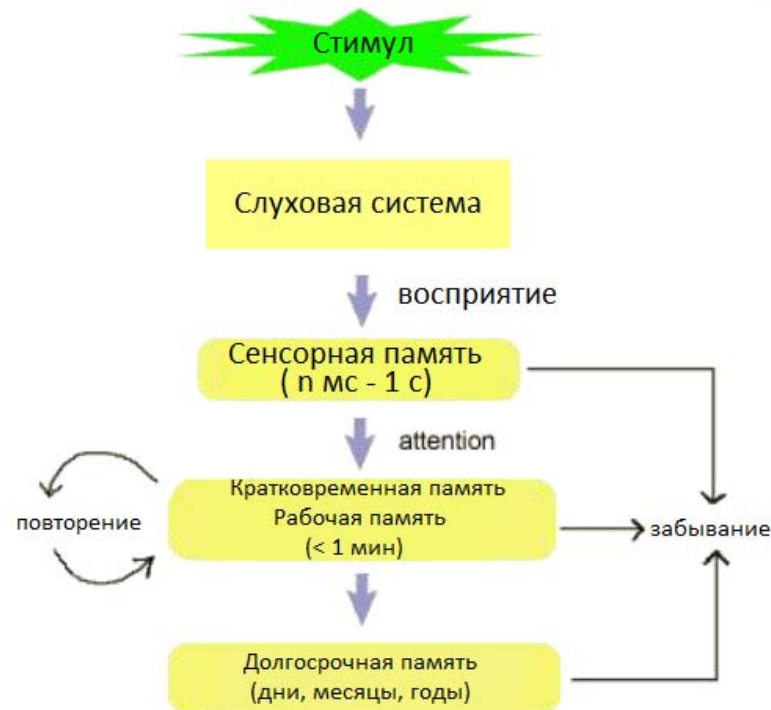 Стимул
Слуховая система
восприятие
Сенсорная память
( n мс - 1 с)
attention
Кратковременная память
Рабочая память
(< 1 мин)
повторение
забывание
Долгосрочная память
(дни, месяцы, годы)